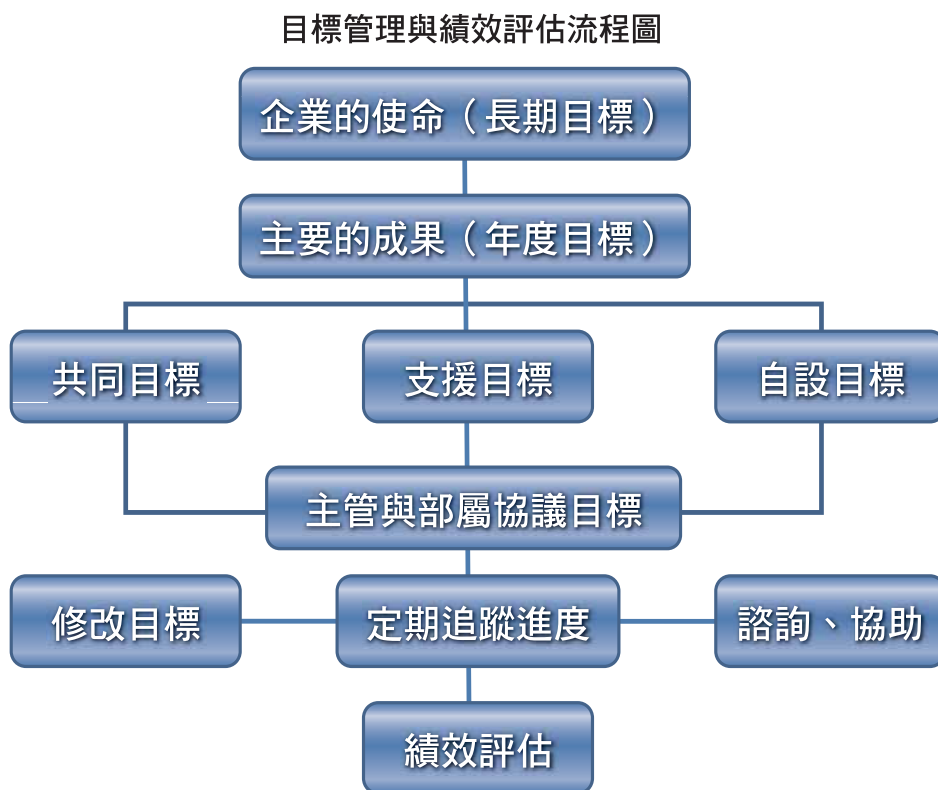 目標管理與績效評估流程圖
企業的使命（長期目標）
主要的成果（年度目標）
共同目標
支援目標
自設目標
主管與部屬協議目標
修改目標
定期追蹤進度
諮詢、協助
績效評估